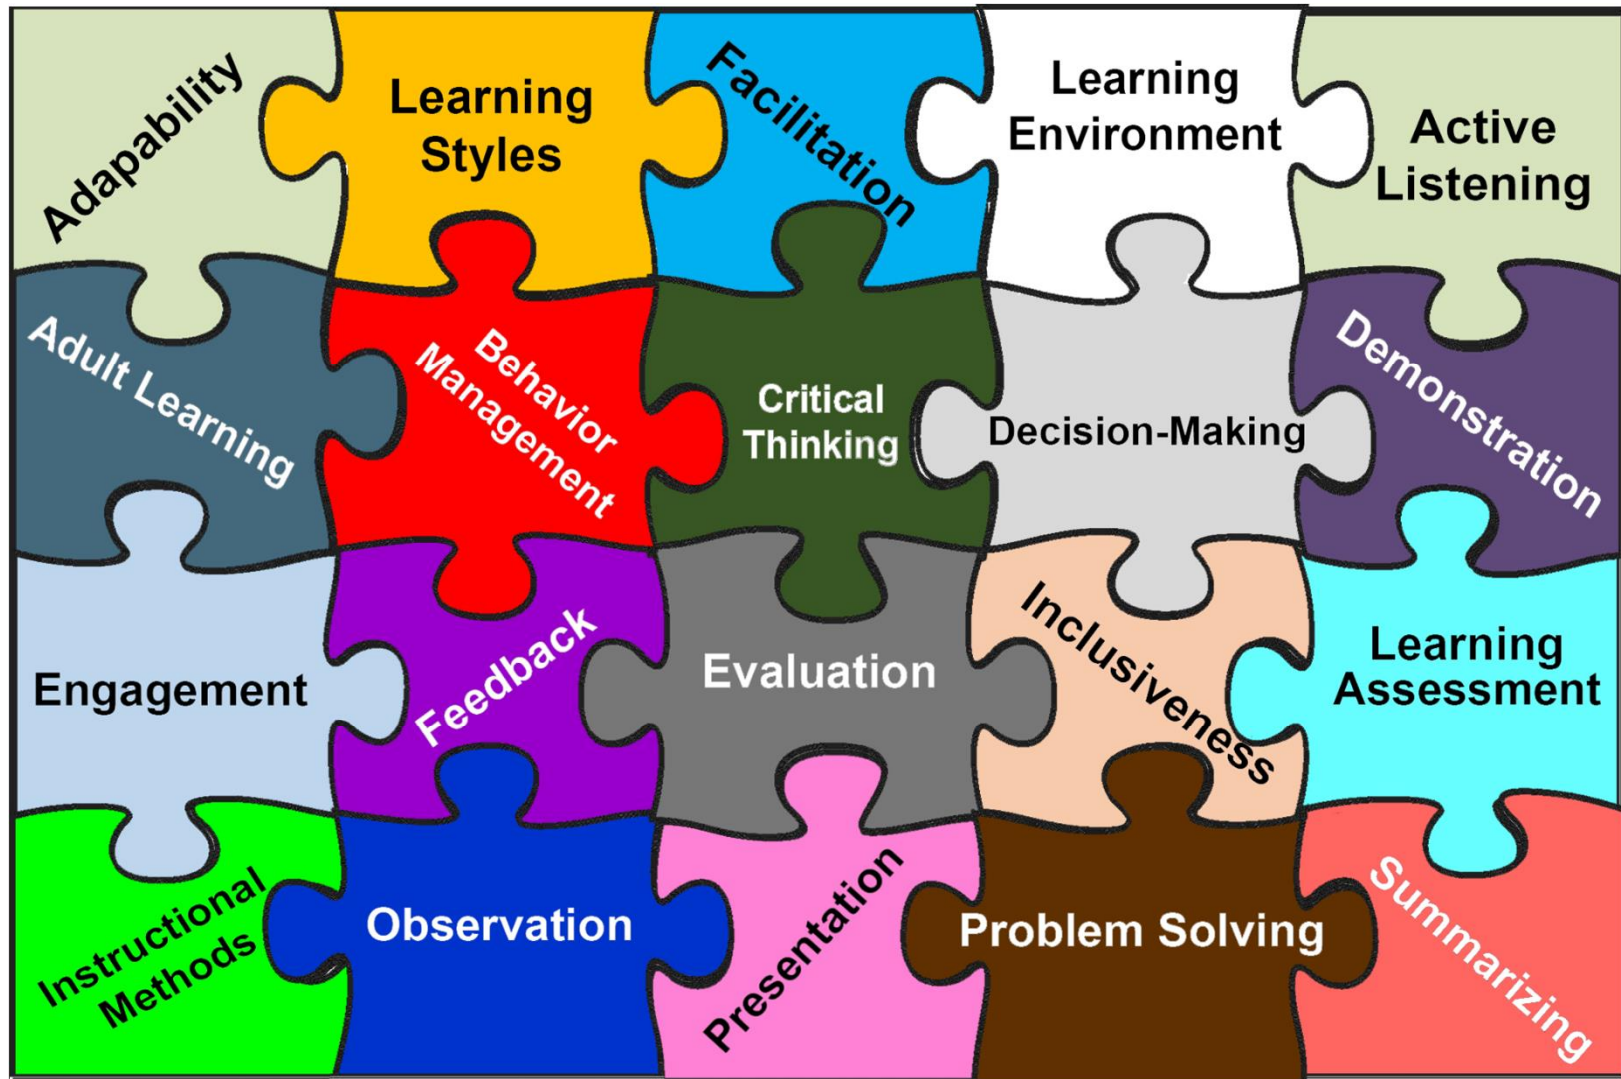 Adapability
Learning
Styles
Facilitation
Learning
Environment
Active
Listening
Adult Learning
Behavior
Management
Critical
Thinking
Decision-Making
Demonstration
Engagement
Feedback
Evaluation
Inclusiveness
Learning
Assessment
Instructional
Methods
Observation
Presentation
Problem Solving
Summarizing